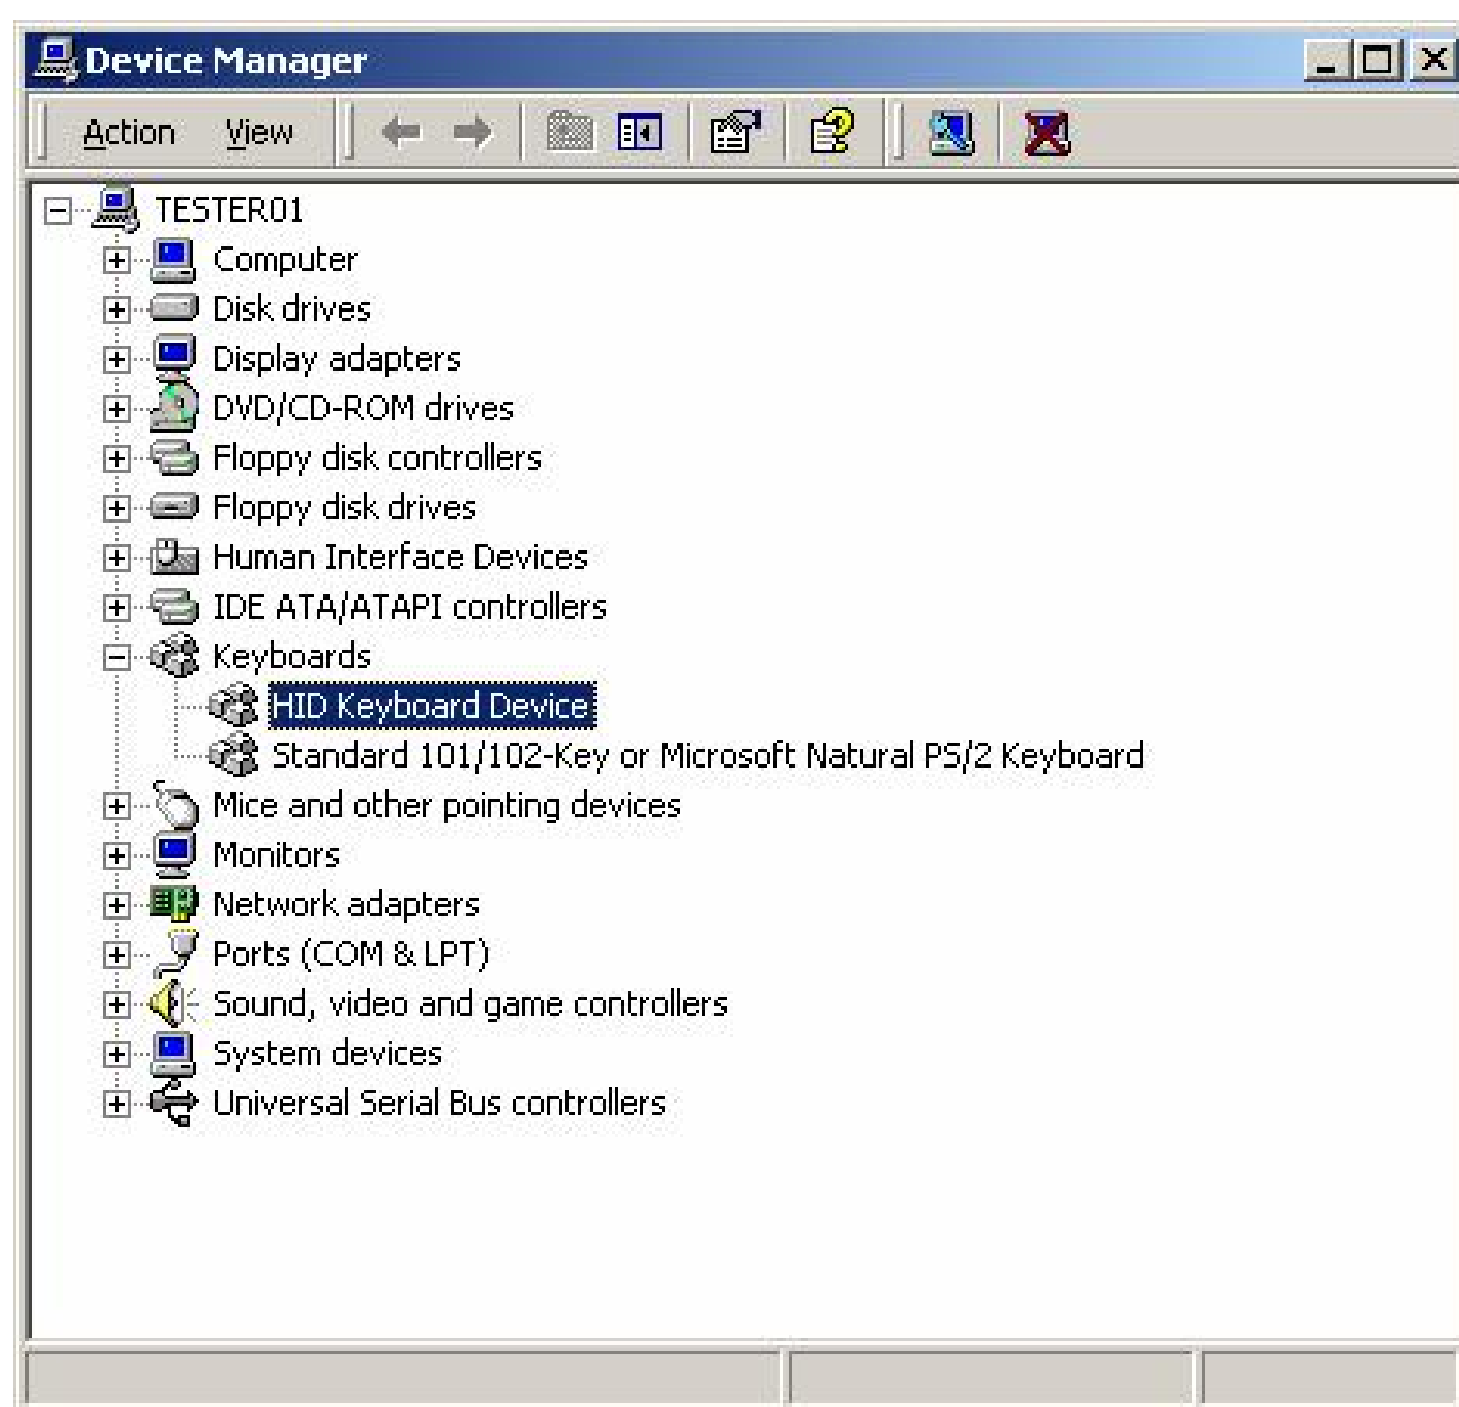 Device Manager
Action View
TESTER01
Computer
Disk drives
Display adapters
DVD/CD-ROM drives
Floppy disk controllers
Floppy disk drives
Human Interface Devices
IDE ATA/ATAPI controllers
Keyboards
HID Keyboard Device
Standard 101/102-Key or Microsoft Natural PS/2 Keyboard
Mice and other pointing devices
Monitors
Network adapters
Ports (COM & LPT)
Sound, video and game controllers
System devices
Universal Serial Bus controllers